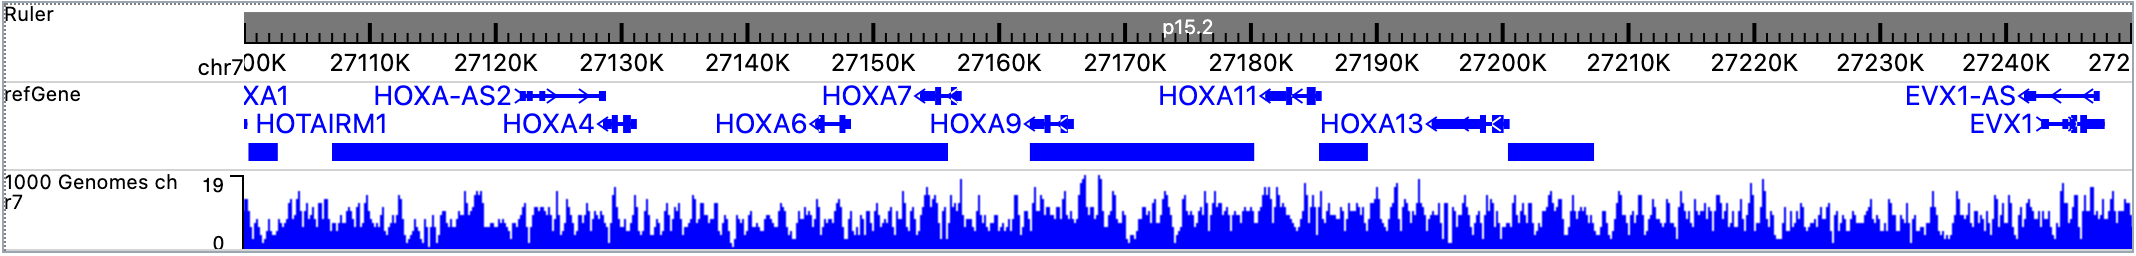 Ruler
p15.2
chr7 00K 27110K 27120K 27130K 27140K 27150K 27160K 27170K 27180K 27190K 27200K 27210K 27220K 27230K 27240K 272
refGene XA1 HOXA-AS2 HOXA7 HOXA11 EVX1-AS
HOTAIRM1 HOXA4 HOXA6 HOXA9 HOXA13 EVX1
1000 Genomes ch 19
r7
0